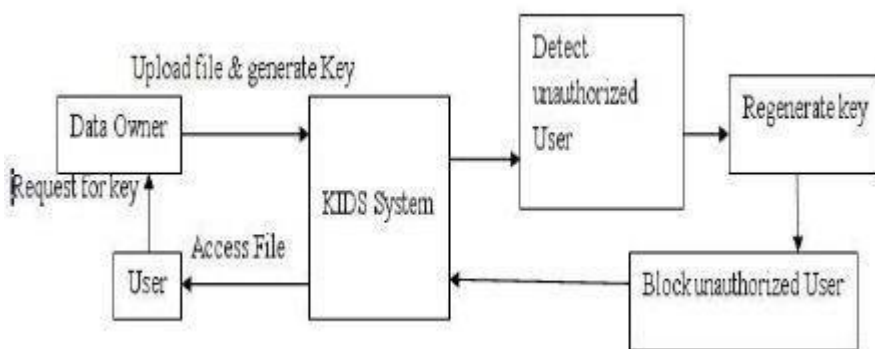 Upload file & generate Key
Data Owner
Request for key
User
Access File
KIDS System
Detect
unauthorized
User
Regenerate key
Block unauthorized User